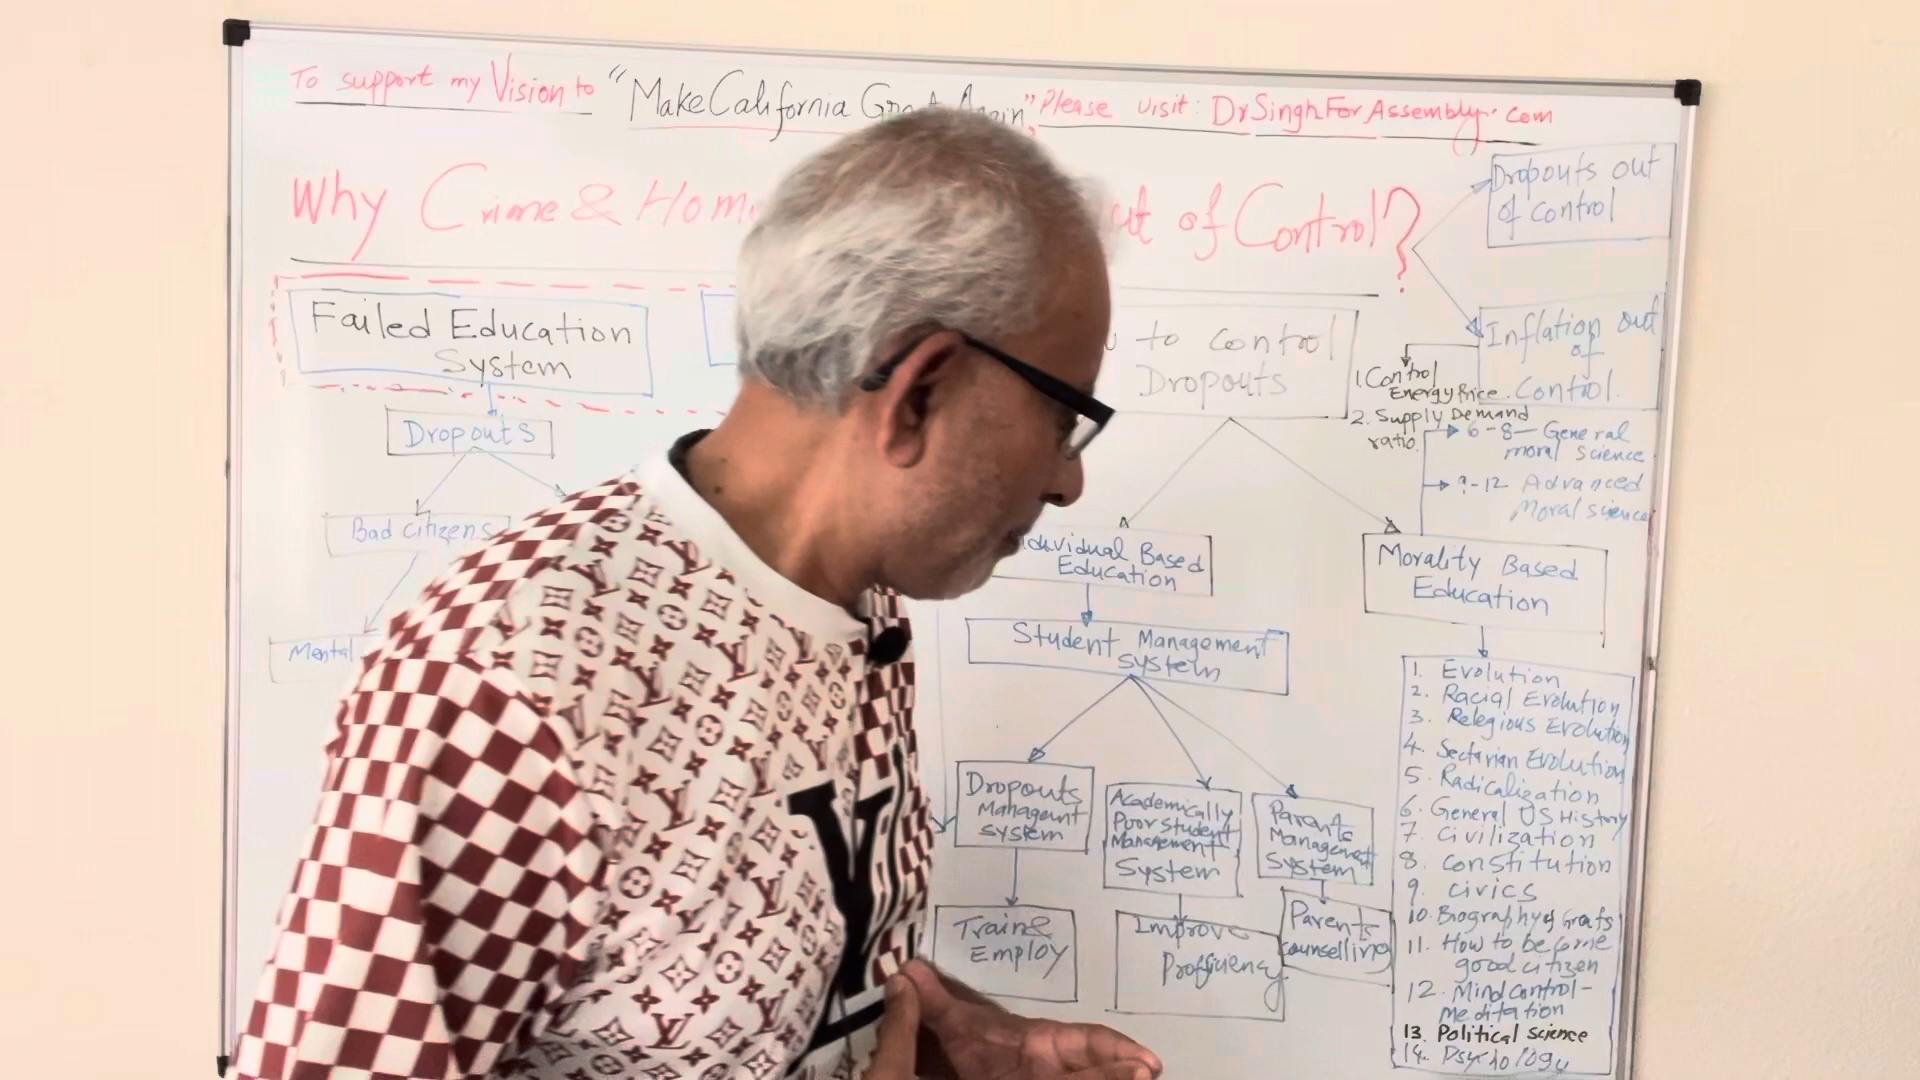 To support my Vision to "Make California Great Again", Please visit: DrSinghForAssembly.com
Why Crime & Hom of Control?
Dropouts out
of control
Inflation out
of
Control.
1. Control
Energy Price.
2. Supply Demand
ratio.
Failed Education
System
Dropouts
Bad citizens
Mental
to control
Dropouts
6-8 — General
moral science
9-12 Advanced
Moral science
Individual Based
Education
Morality Based
Education
Student Management
System
Dropouts
Managemnt
system
Academically
Poor student
Management
System
Parents
Management
System
Train &
Employ
Improve
Profficiency
Parents
counselling
1. Evolution
2. Racial Evolution
3. Relegious Evolution
4. Sectarian Evolution
5. Radicalization
6. General US History
7. Civilization
8. Constitution
9. Civics
10. Biography of Greats
11. How to become
good citizen
12. Mind control-
Meditation
13. Political science
14. Psychology